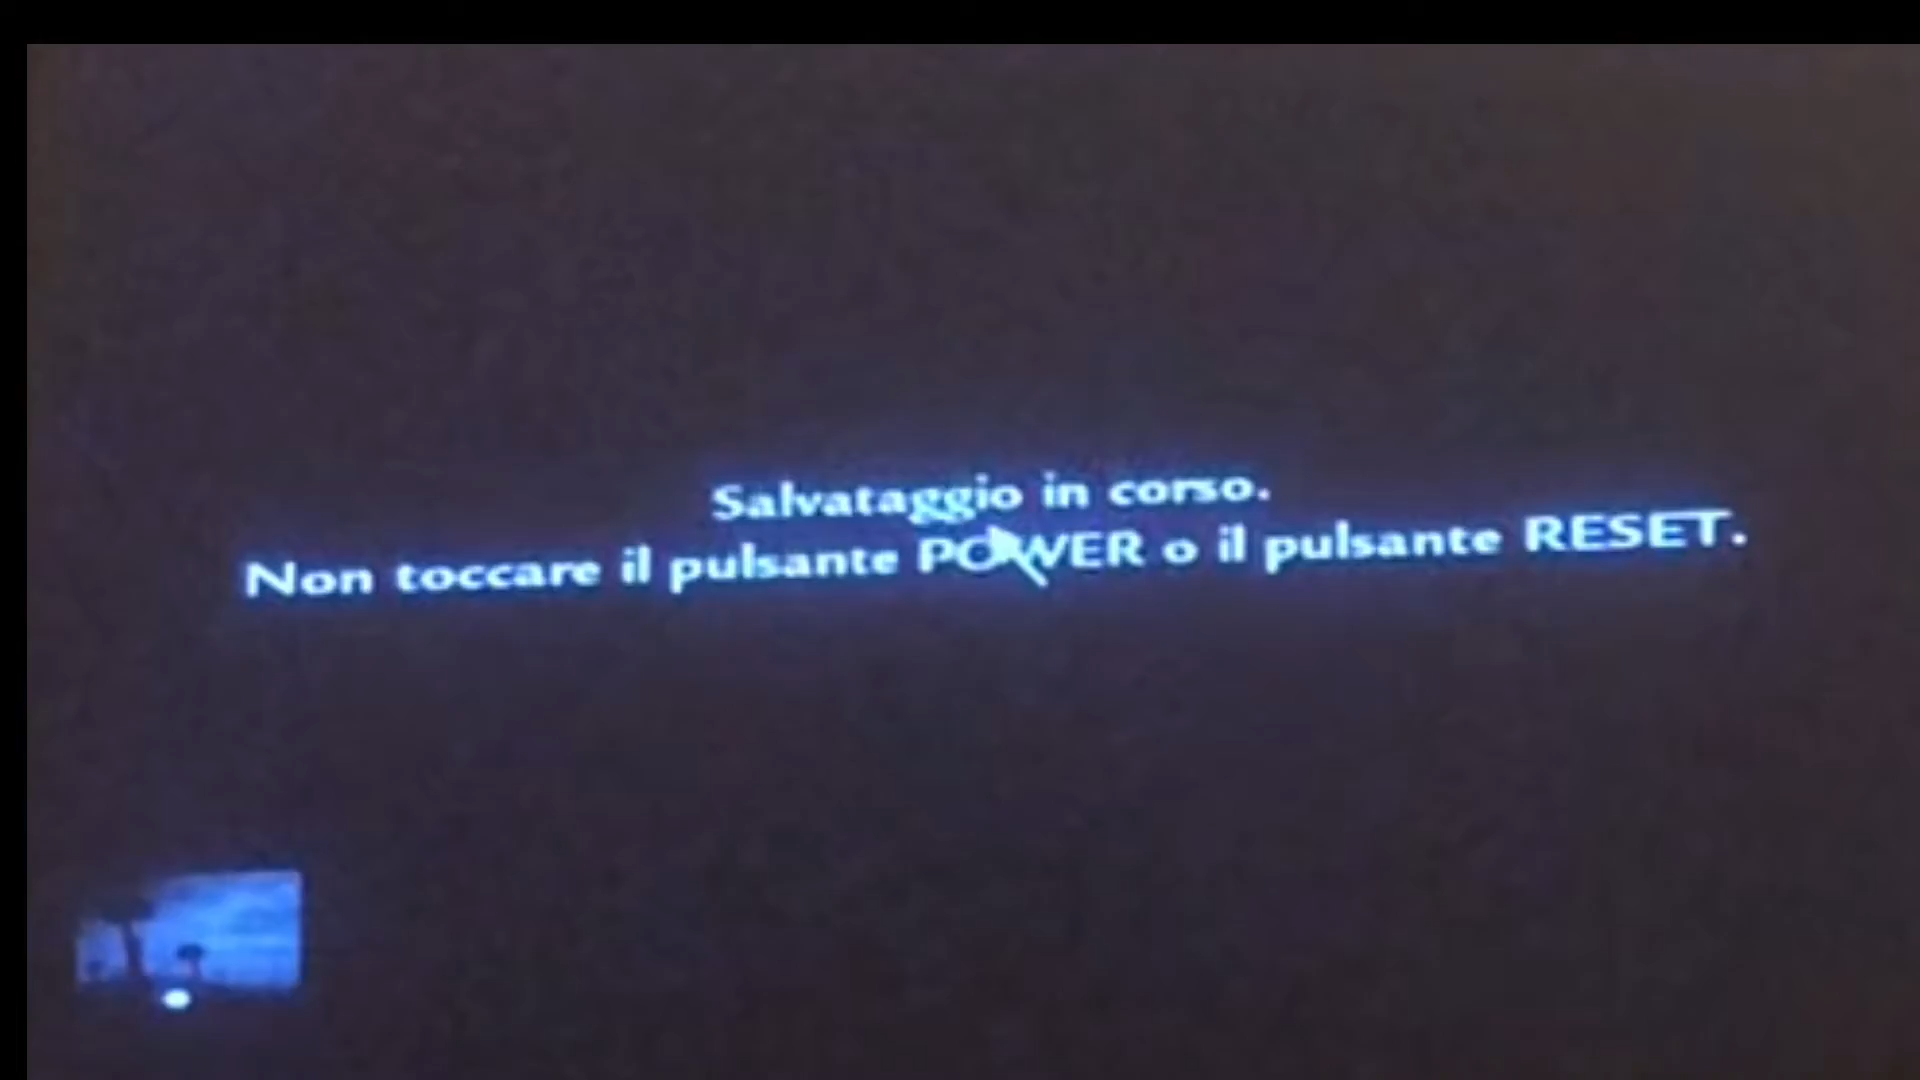 Salvataggio in corso.
Non toccare il pulsante POWER o il pulsante RESET.